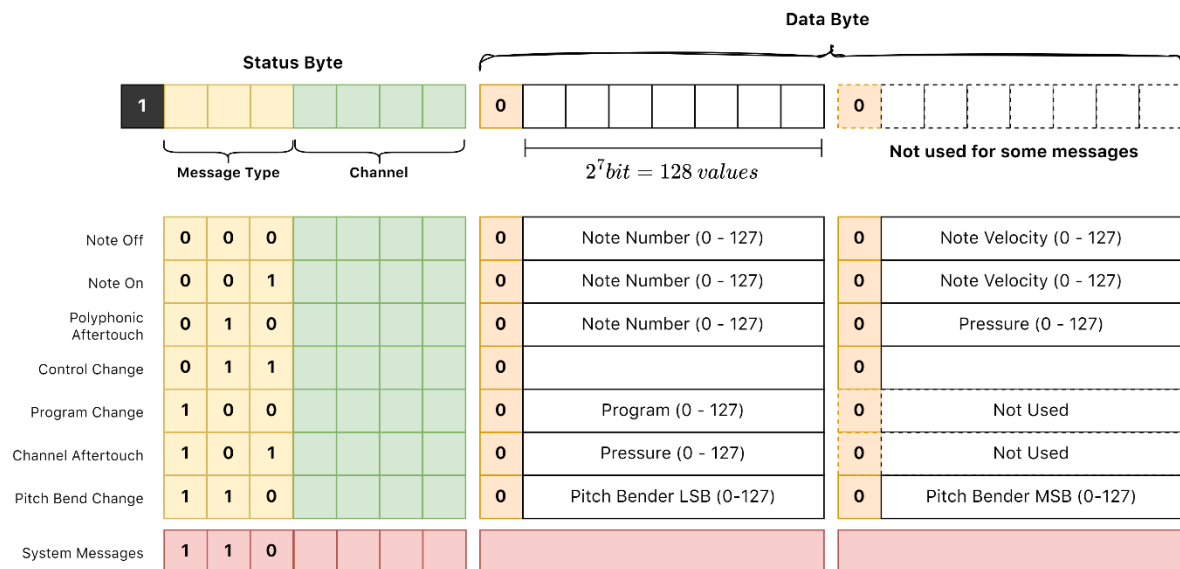 Data Byte
Status Byte
1 0 0
Message Type Channel 2⁷bit = 128 values Not used for some messages
Note Off 0 0 0 0 Note Number (0 - 127) 0 Note Velocity (0 - 127)
Note On 0 0 1 0 Note Number (0 - 127) 0 Note Velocity (0 - 127)
Polyphonic
Aftertouch 0 1 0 0 Note Number (0 - 127) 0 Pressure (0 - 127)
Control Change 0 1 1 0 0
Program Change 1 0 0 0 Program (0 - 127) 0 Not Used
Channel Aftertouch 1 0 1 0 Pressure (0 - 127) 0 Not Used
Pitch Bend Change 1 1 0 0 Pitch Bender LSB (0-127) 0 Pitch Bender MSB (0-127)
System Messages 1 1 0